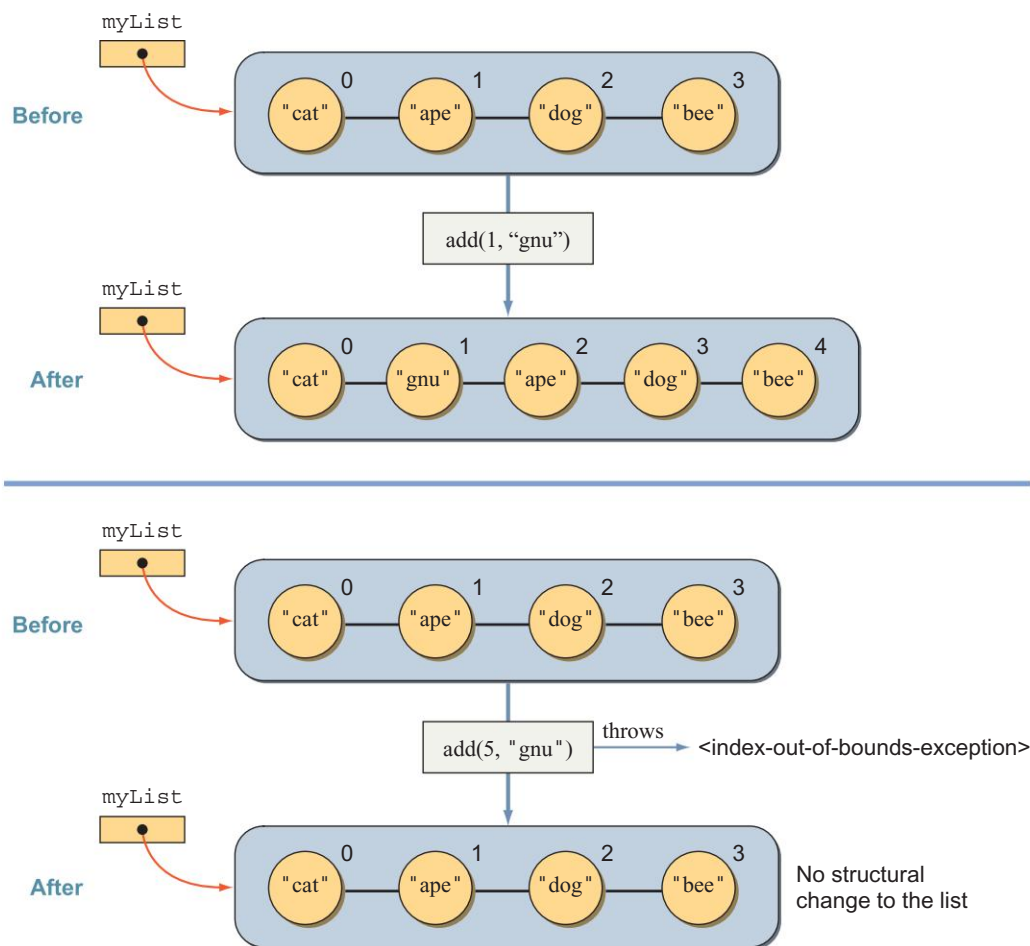 myList
0 1 2 3
Before
"cat" "ape" "dog" "bee"
add(1, “gnu”)
myList
0 1 2 3 4
After
"cat" "gnu" "ape" "dog" "bee"
myList
0 1 2 3
Before
"cat" "ape" "dog" "bee"
add(5, "gnu")
throws
<index-out-of-bounds-exception>
myList
0 1 2 3
After
"cat" "ape" "dog" "bee"
No structural
change to the list